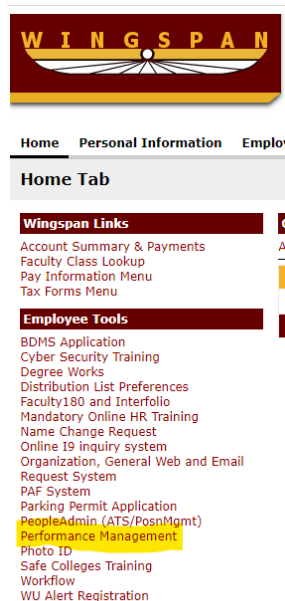 WINGSPAN
Home Personal Information Emplo
Home Tab
Wingspan Links
Account Summary & Payments
Faculty Class Lookup
Pay Information Menu
Tax Forms Menu
Employee Tools
BDMS Application
Cyber Security Training
Degree Works
Distribution List Preferences
Faculty180 and Interfolio
Mandatory Online HR Training
Name Change Request
Online I9 inquiry system
Organization, General Web and Email
Request System
PAF System
Parking Permit Application
PeopleAdmin (ATS/PosnMgmt)
Performance Management
Photo ID
Safe Colleges Training
Workflow
WU Alert Registration